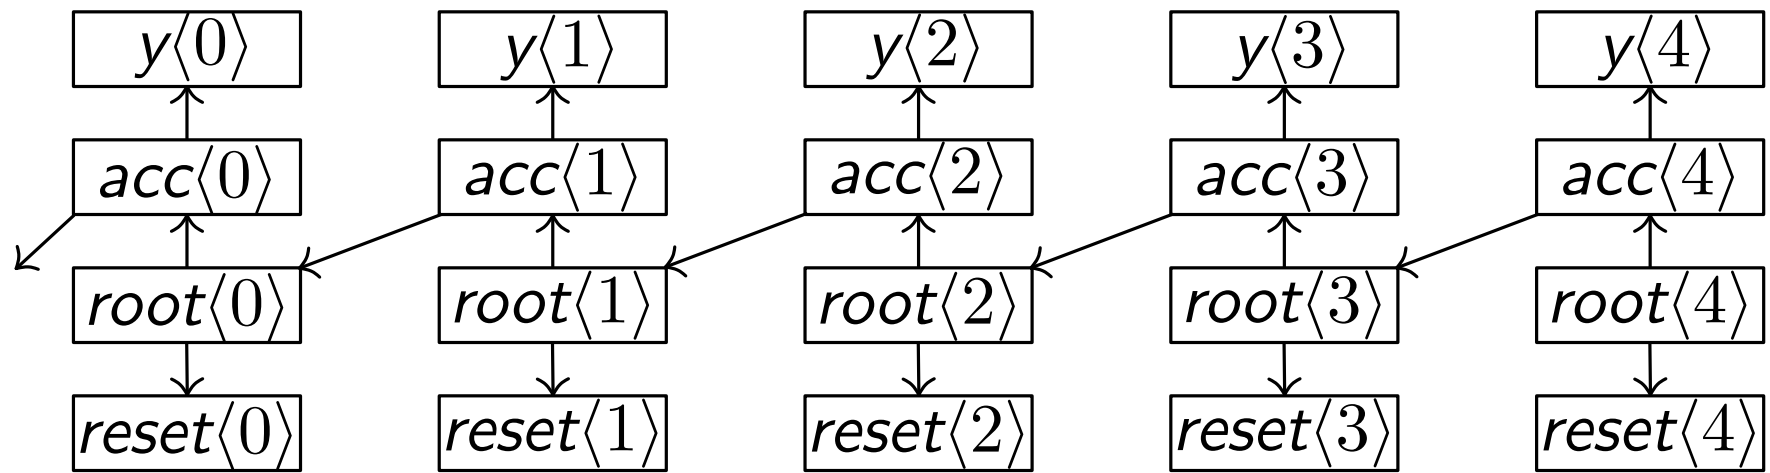 y⟨0⟩ y⟨1⟩ y⟨2⟩ y⟨3⟩ y⟨4⟩
acc⟨0⟩ acc⟨1⟩ acc⟨2⟩ acc⟨3⟩ acc⟨4⟩
root⟨0⟩ root⟨1⟩ root⟨2⟩ root⟨3⟩ root⟨4⟩
reset⟨0⟩ reset⟨1⟩ reset⟨2⟩ reset⟨3⟩ reset⟨4⟩